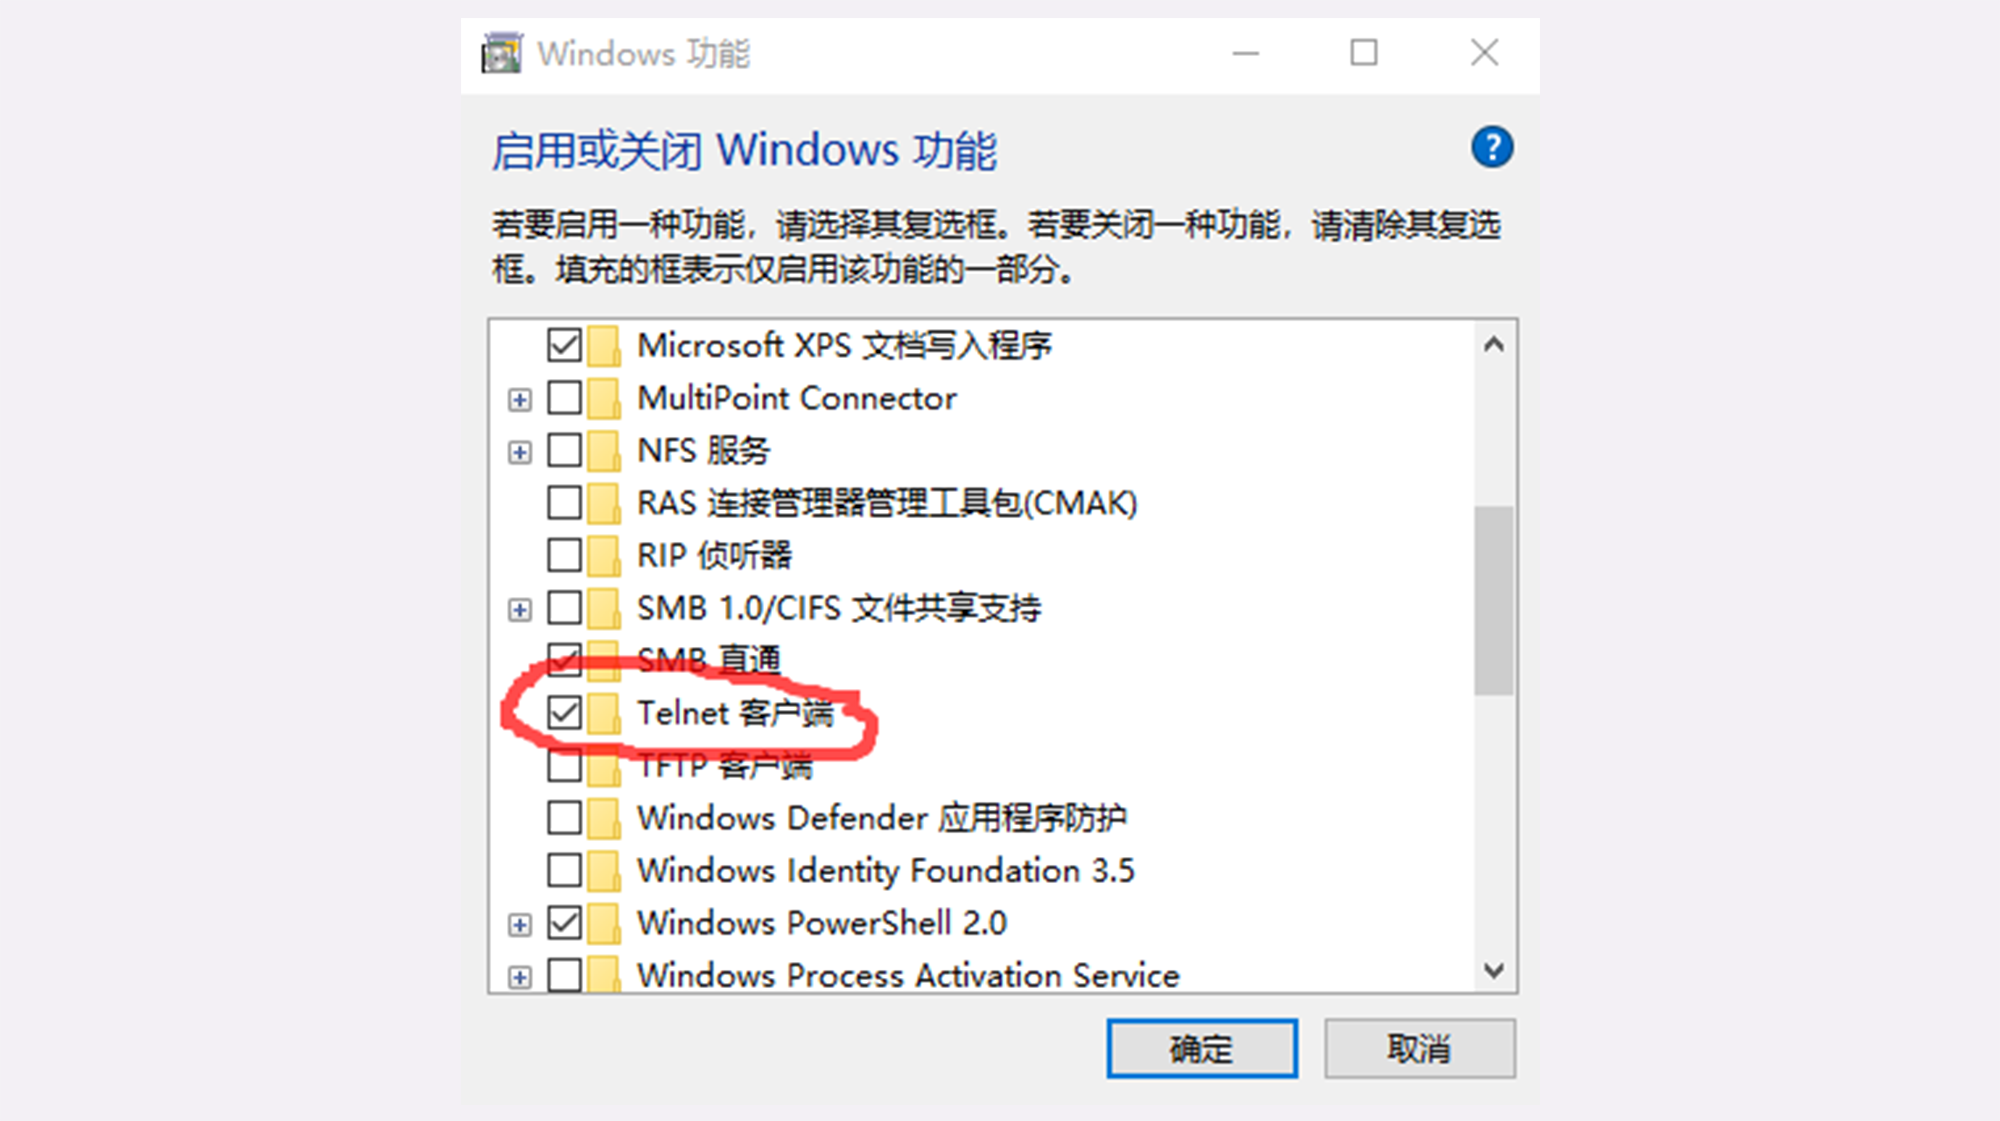 Windows 功能
启用或关闭 Windows 功能
?
若要启用一种功能，请选择其复选框。若要关闭一种功能，请清除其复选
框。填充的框表示仅启用该功能的一部分。
Microsoft XPS 文档写入程序
MultiPoint Connector
NFS 服务
RAS 连接管理器管理工具包(CMAK)
RIP 侦听器
SMB 1.0/CIFS 文件共享支持
SMB 直通
Telnet 客户端
TFTP 客户端
Windows Defender 应用程序防护
Windows Identity Foundation 3.5
Windows PowerShell 2.0
Windows Process Activation Service
确定
取消